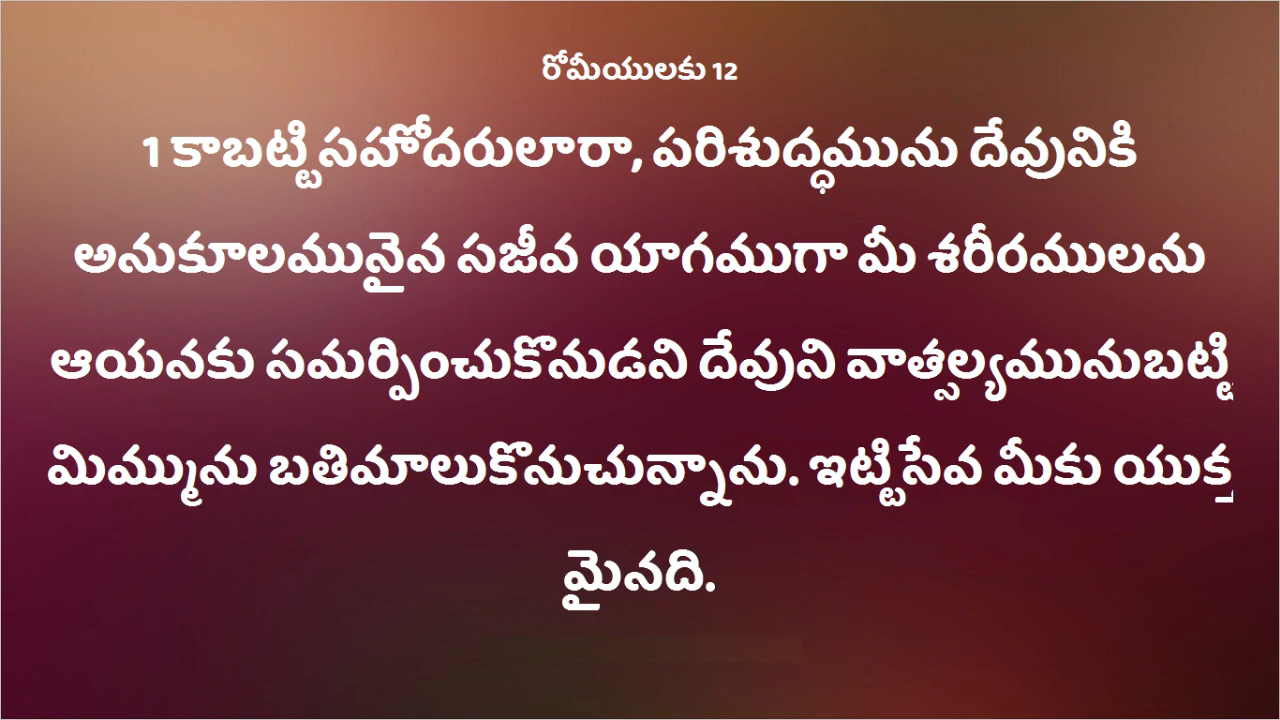 రోమీయులకు 12
1 కాబట్టి సహోదరులారా, పరిశుద్ధమును దేవునికి
అనుకూలమునైన సజీవ యాగముగా మీ శరీరములను
ఆయనకు సమర్పించుకొనుడని దేవుని వాత్సల్యమునుబట్టి
మిమ్మును బతిమాలుకొనుచున్నాను. ఇట్టిసేవ మీకు యుక్త
మైనది.